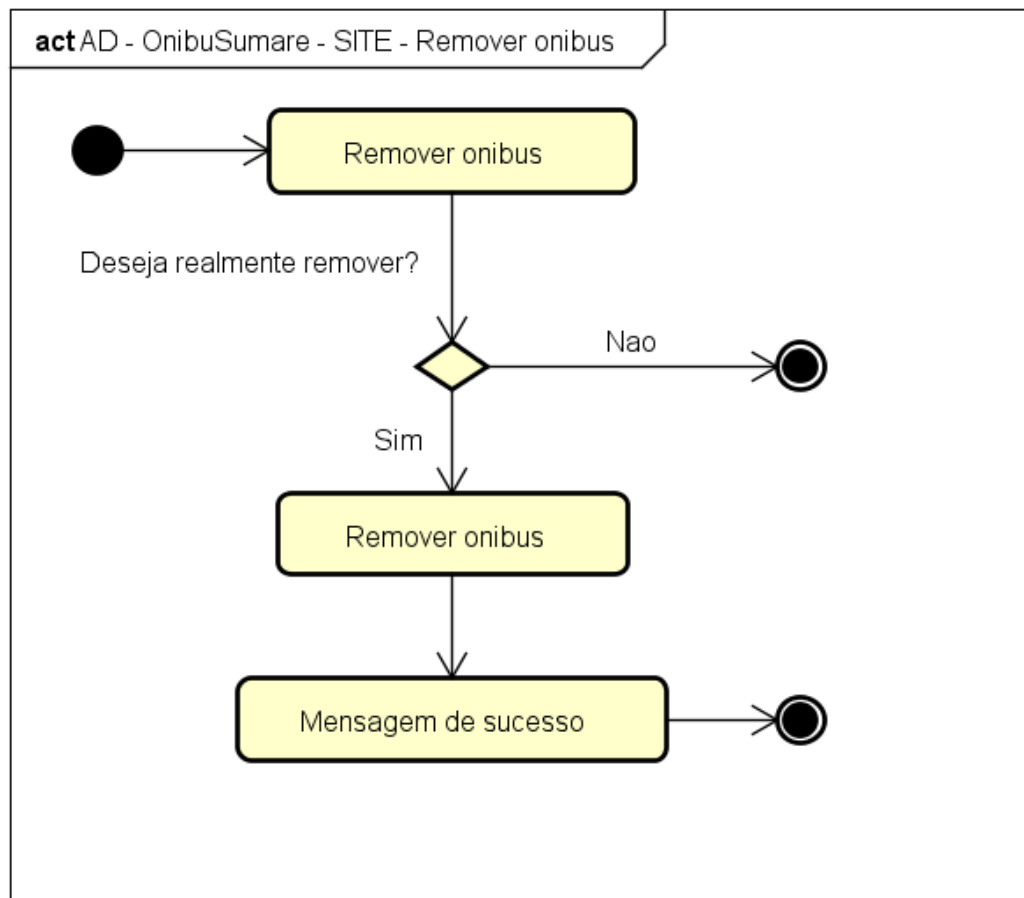 act AD - OnibuSumare - SITE - Remover onibus
Remover onibus
Deseja realmente remover?
Nao
Sim
Remover onibus
Mensagem de sucesso